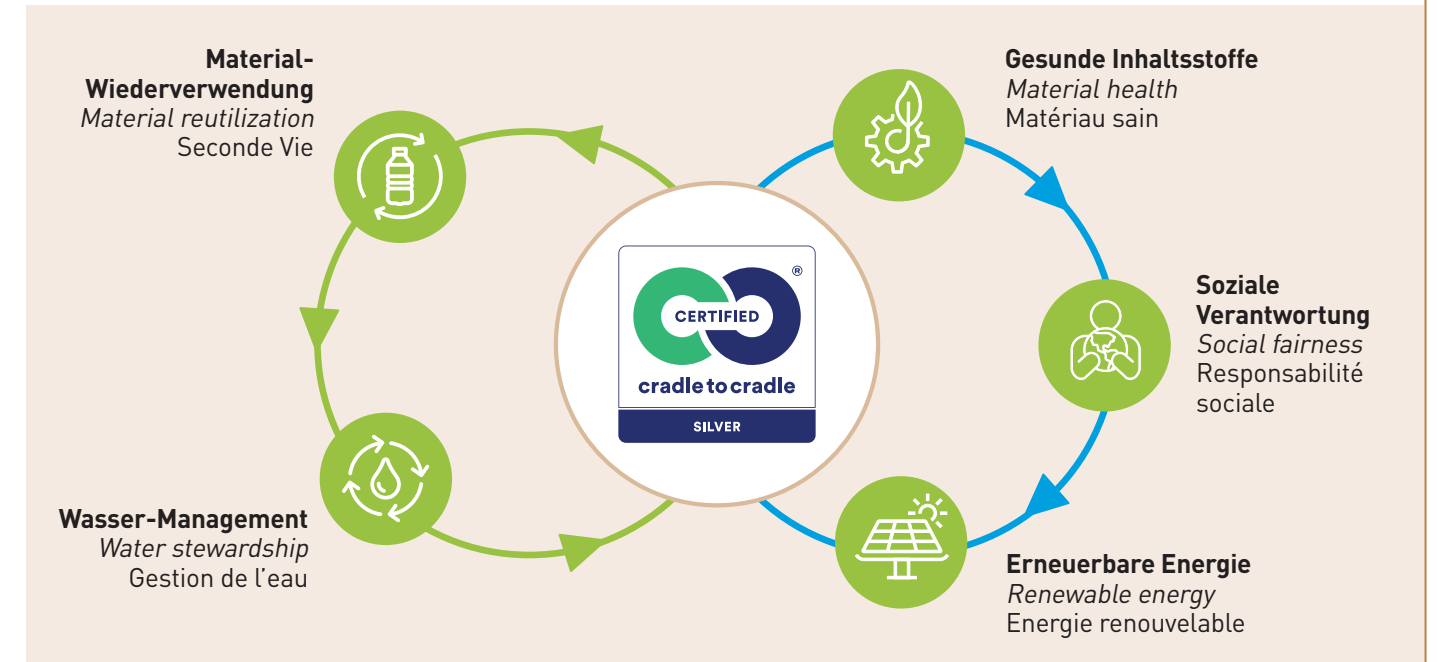 Material-
Wiederverwendung
Material reutilization
Seconde Vie
Gesunde Inhaltsstoffe
Material health
Matériau sain
®
CERTIFIED
cradle to cradle
SILVER
Soziale
Verantwortung
Social fairness
Responsabilité
sociale
Wasser-Management
Water stewardship
Gestion de l’eau
Erneuerbare Energie
Renewable energy
Energie renouvelable